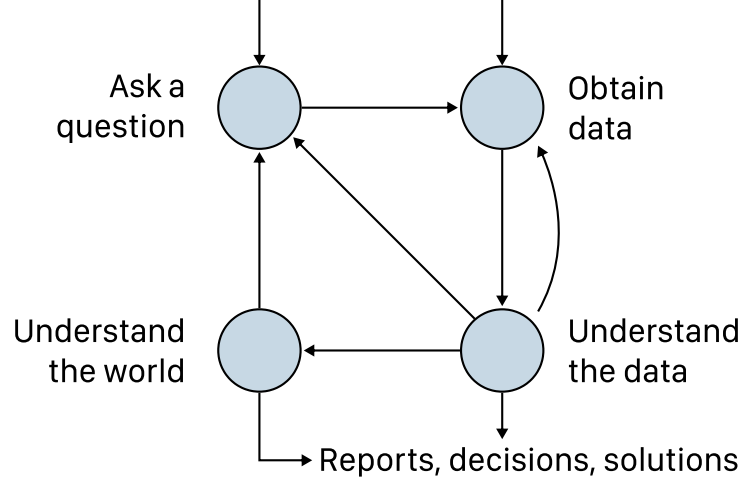 Ask a
question
Obtain
data
Understand
the world
Understand
the data
Reports, decisions, solutions